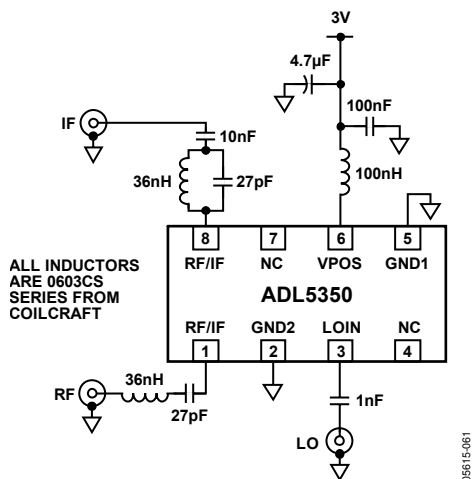 3V
4.7µF
100nF
IF
10nF
36nH
27pF
100nH
8
7
6
5
RF/IF
NC
VPOS
GND1
ALL INDUCTORS
ARE 0603CS
SERIES FROM
COILCRAFT
ADL5350
RF/IF
GND2
LOIN
NC
1
2
3
4
36nH
RF
27pF
1nF
LO
05615-061